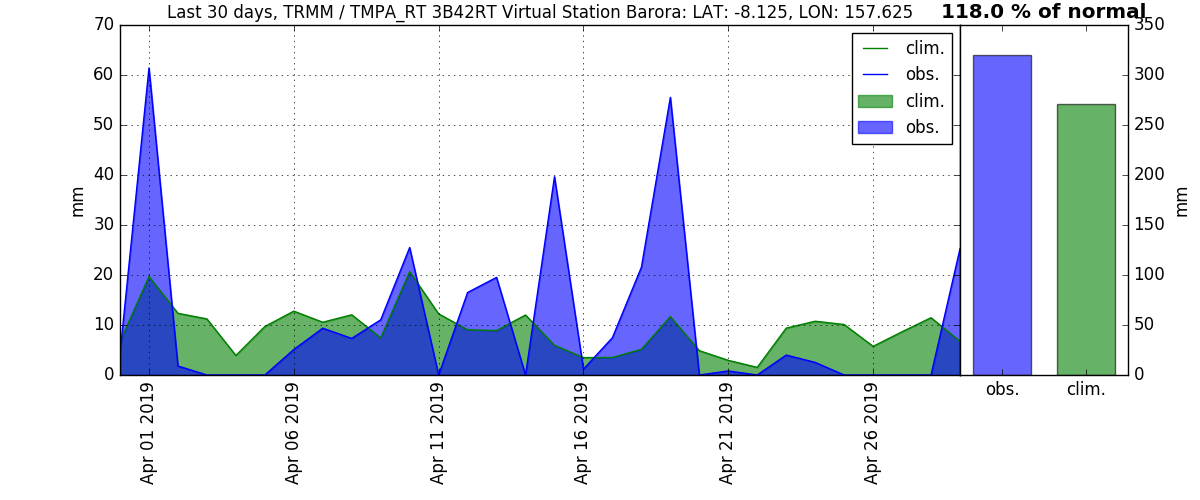 Last 30 days, TRMM / TMPA_RT 3B42RT Virtual Station Barora: LAT: -8.125, LON: 157.625
118.0 % of normal
70
60
50
40
30
20
10
0
mm
clim.
obs.
clim.
obs.
350
300
250
200
150
100
50
0
mm
Apr 01 2019
Apr 06 2019
Apr 11 2019
Apr 16 2019
Apr 21 2019
Apr 26 2019
obs.
clim.